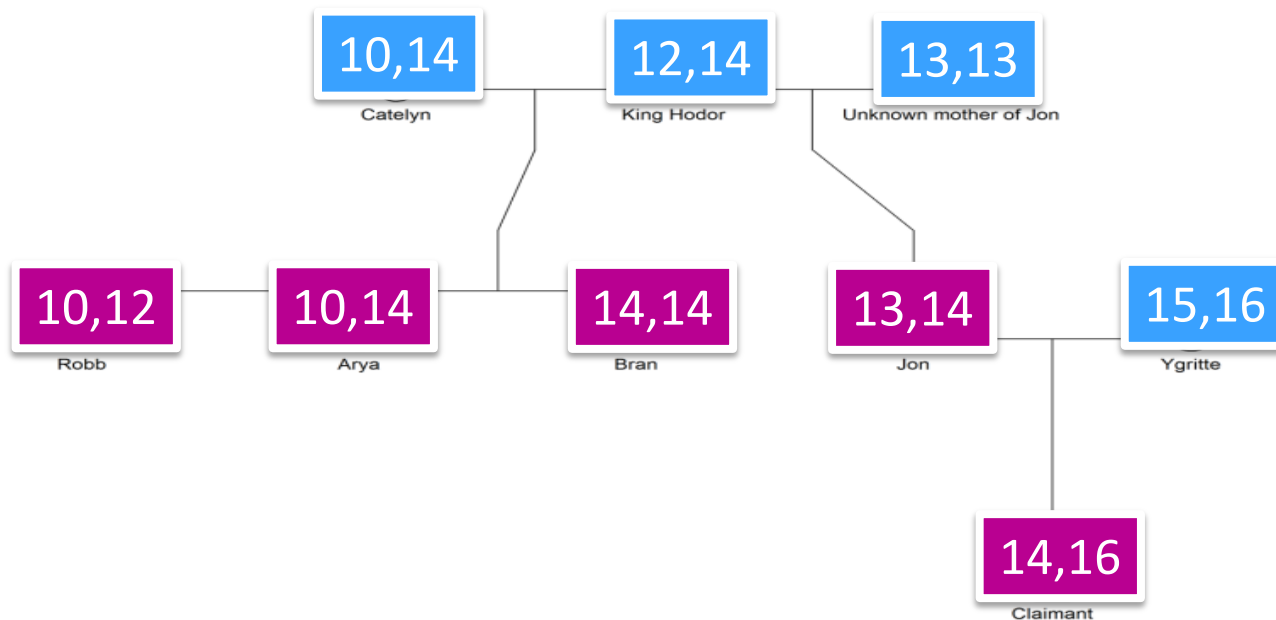 10,14
12,14
13,13
Catelyn
King Hodor
Unknown mother of Jon
10,12
10,14
14,14
13,14
15,16
Robb
Arya
Bran
Jon
Ygritte
14,16
Claimant